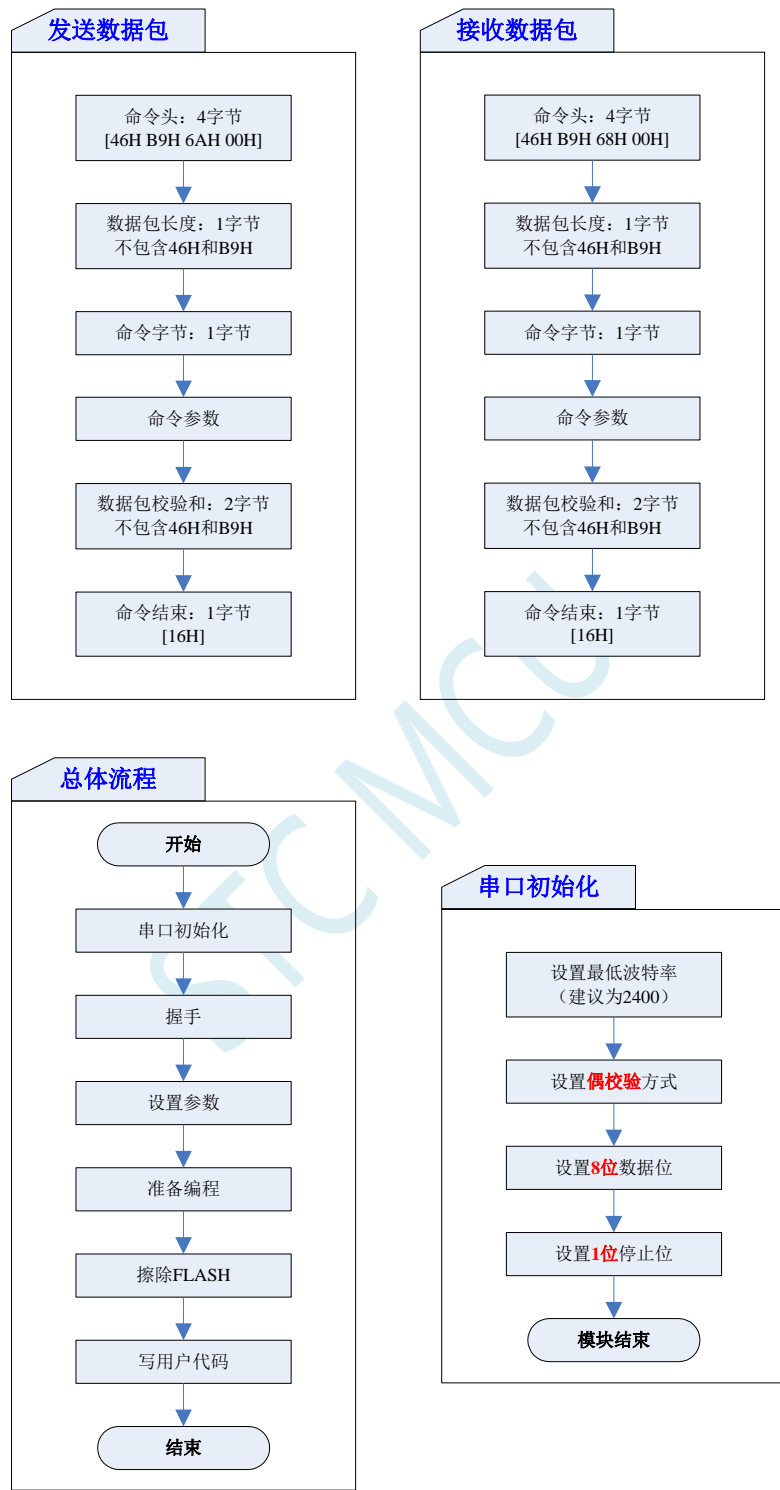 发送数据包
命令头：4字节
[46H B9H 6AH 00H]
数据包长度：1字节
不包含46H和B9H
命令字节：1字节
命令参数
数据包校验和：2字节
不包含46H和B9H
命令结束：1字节
[16H]
接收数据包
命令头：4字节
[46H B9H 68H 00H]
数据包长度：1字节
不包含46H和B9H
命令字节：1字节
命令参数
数据包校验和：2字节
不包含46H和B9H
命令结束：1字节
[16H]
STC MCU
总体流程
开始
串口初始化
握手
设置参数
准备编程
擦除FLASH
写用户代码
结束
串口初始化
设置最低波特率
（建议为2400）
设置偶校验方式
设置8位数据位
设置1位停止位
模块结束